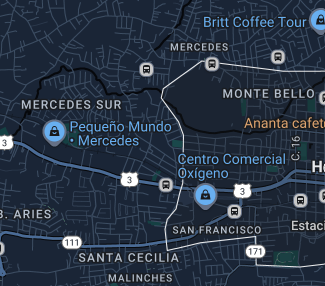 Britt Coffee Tour
MERCEDES
MONTE BELLO
MERCEDES SUR
Ananta cafetu
Pequeño Mundo
- Mercedes
3
C. 16
Centro Comercial
Oxígeno
3
3
He
B. ARIES
SAN FRANCISCO
Estaci
111
171
SANTA CECILIA
MALINCHES